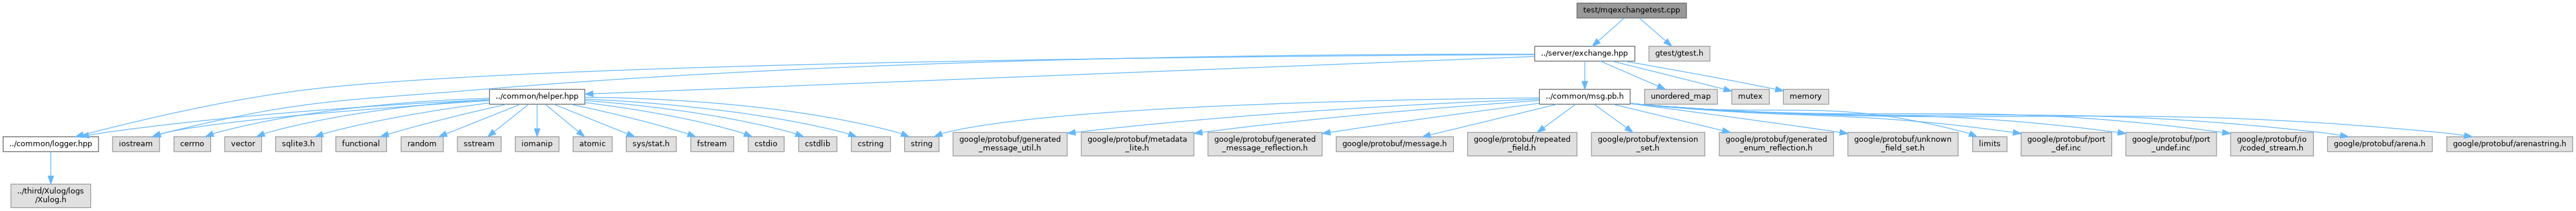 test/mqexchangetest.cpp
../server/exchange.hpp
gtest/gtest.h
../common/helper.hpp
../common/msg.pb.h
unordered_map
mutex
memory
../common/logger.hpp
iostream
cerrno
vector
sqlite3.h
functional
random
sstream
iomanip
atomic
sys/stat.h
fstream
cstdio
cstdlib
cstring
string
google/protobuf/generated
_message_util.h
google/protobuf/metadata
_lite.h
google/protobuf/generated
_message_reflection.h
google/protobuf/message.h
google/protobuf/repeated
_field.h
google/protobuf/extension
_set.h
google/protobuf/generated
_enum_reflection.h
google/protobuf/unknown
_field_set.h
limits
google/protobuf/port
_def.inc
google/protobuf/port
_undef.inc
google/protobuf/io
/coded_stream.h
google/protobuf/arena.h
google/protobuf/arenastring.h
../third/Xulog/logs
/Xulog.h